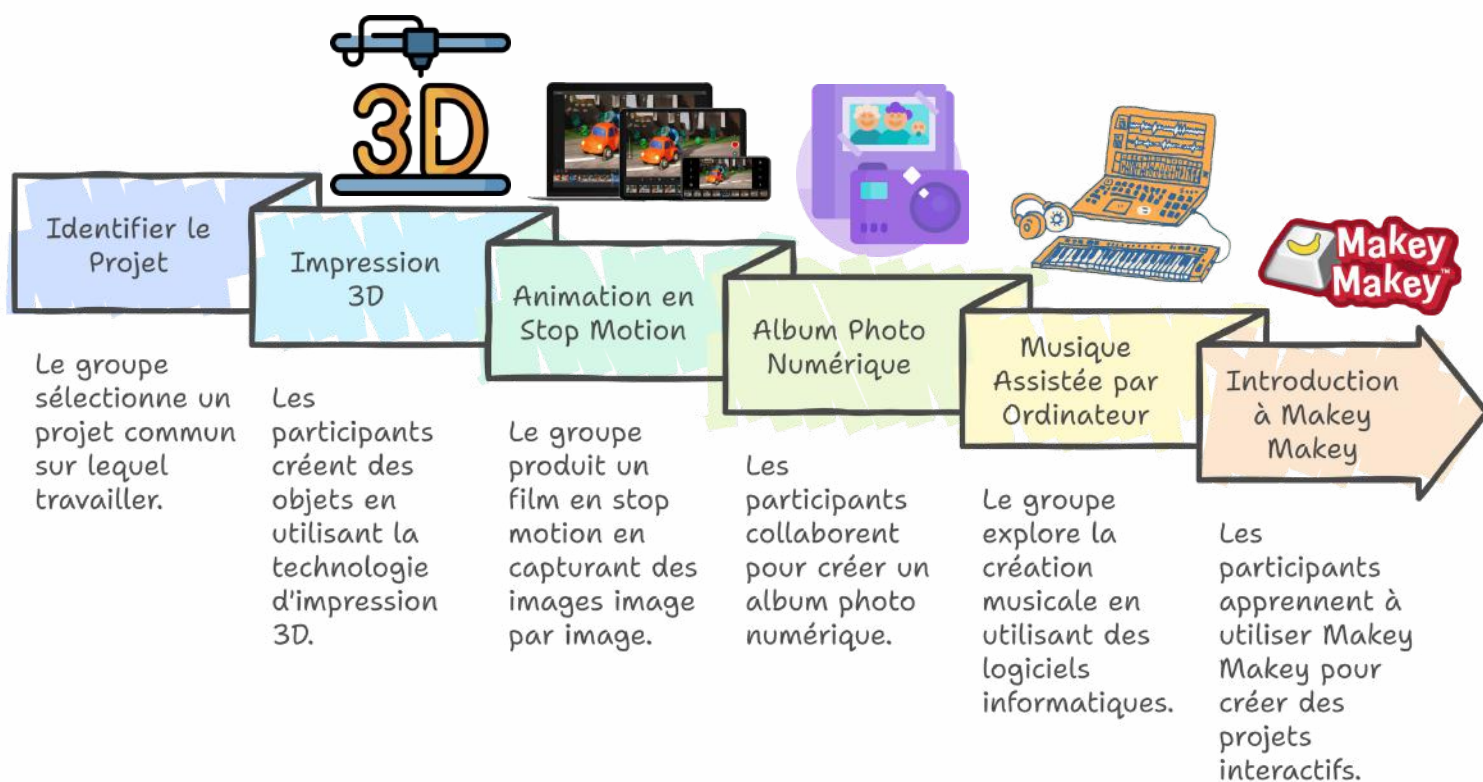 3D
Makey
Makey™
Identifier le
Projet
Le groupe
sélectionne un
projet commun
sur lequel
travailler.
Impression
3D
Les
participants
créent des
objets en
utilisant la
technologie
d'impression
3D.
Animation en
Stop Motion
Le groupe
produit un
film en stop
motion en
capturant des
images image
par image.
Album Photo
Numérique
Les
participants
collaborent
pour créer un
album photo
numérique.
Musique
Assistée par
Ordinateur
Le groupe
explore la
création
musicale en
utilisant des
logiciels
informatiques.
Introduction
à Makey
Makey
Les
participants
apprennent à
utiliser Makey
Makey pour
créer des
projets
interactifs.